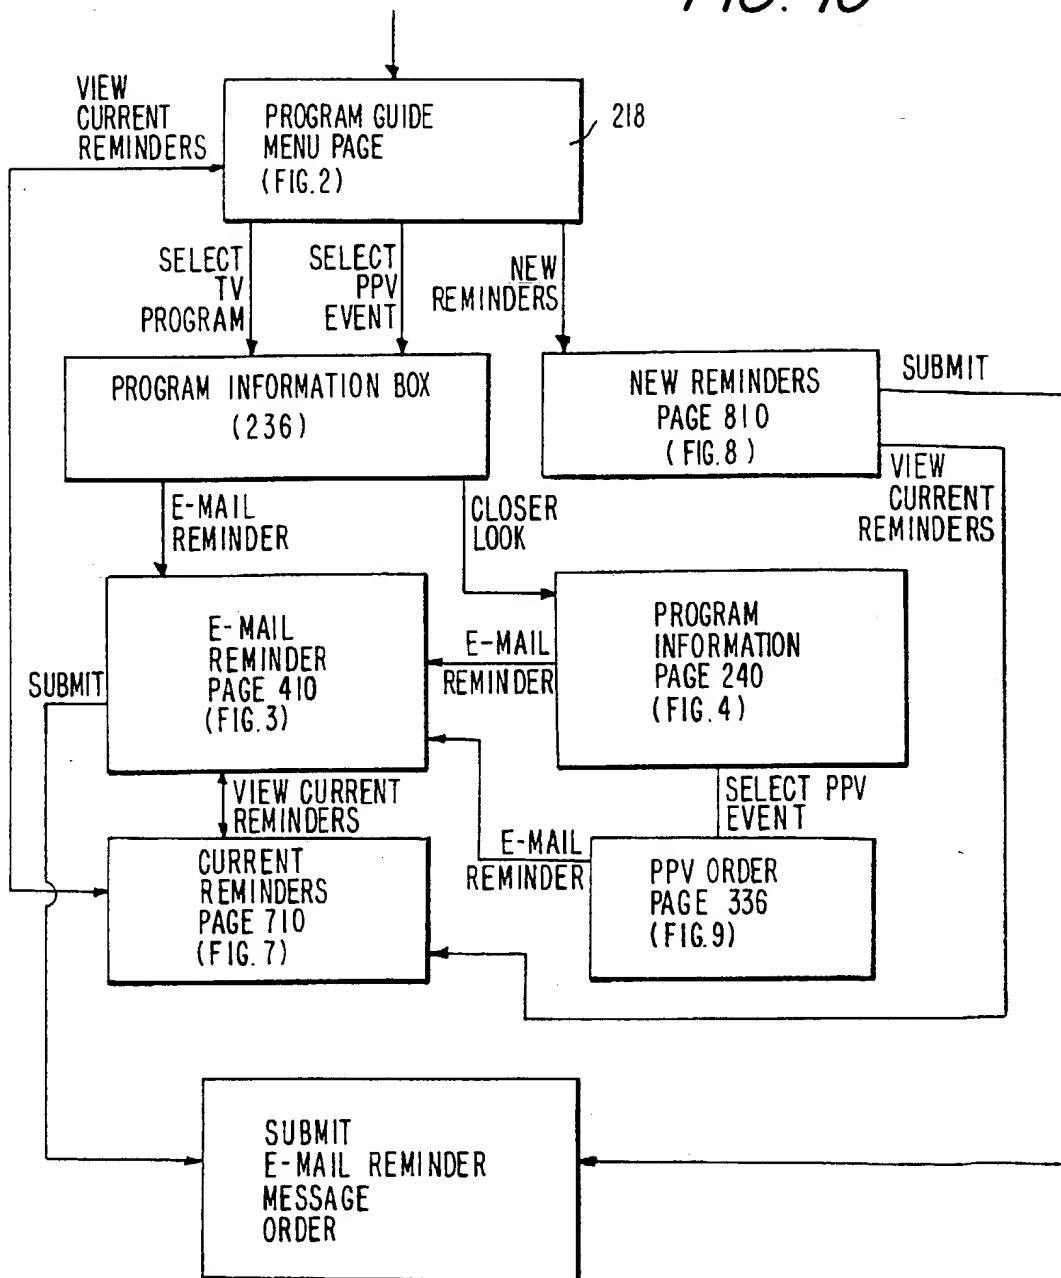 FIG. 10
VIEW
CURRENT
REMINDERS
PROGRAM GUIDE
MENU PAGE
(FIG.2)
218
SELECT
TV
PROGRAM
SELECT
PPV
EVENT
NEW
REMINDERS
PROGRAM INFORMATION BOX
(236)
NEW REMINDERS
PAGE 810
(FIG.8)
SUBMIT
VIEW
CURRENT
REMINDERS
E-MAIL
REMINDER
CLOSER
LOOK
E-MAIL
REMINDER
PAGE 410
(FIG.3)
E-MAIL
REMINDER
PROGRAM
INFORMATION
PAGE 240
(FIG.4)
SUBMIT
VIEW CURRENT
REMINDERS
SELECT PPV
EVENT
CURRENT
REMINDERS
PAGE 710
(FIG.7)
E-MAIL
REMINDER
PPV ORDER
PAGE 336
(FIG.9)
SUBMIT
E-MAIL REMINDER
MESSAGE
ORDER